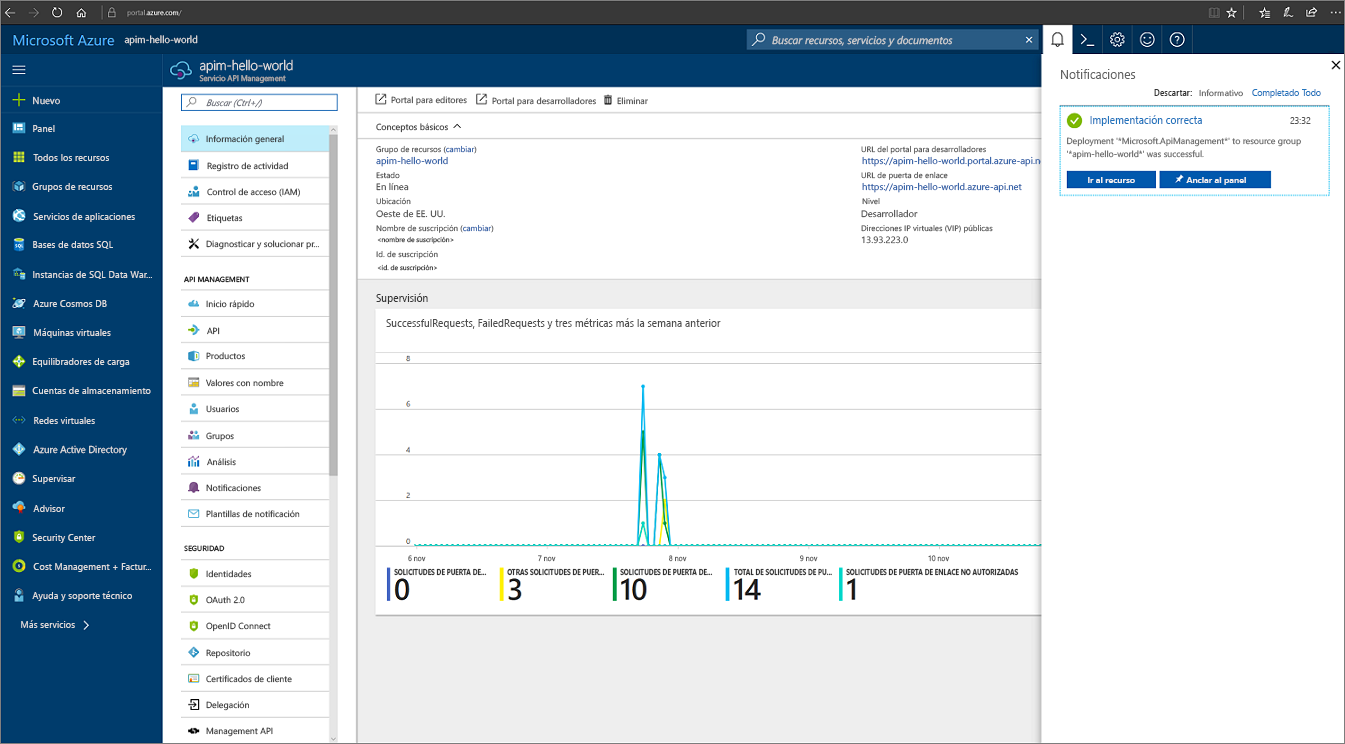 portal.azure.com/
Microsoft Azure apim-hello-world
Buscar recursos, servicios y documentos
Nuevo
Panel
Todos los recursos
Grupos de recursos
Servicios de aplicaciones
Bases de datos SQL
Instancias de SQL Data War...
Azure Cosmos DB
Máquinas virtuales
Equilibradores de carga
Cuentas de almacenamiento
Redes virtuales
Azure Active Directory
Supervisar
Advisor
Security Center
Cost Management + Factur...
Ayuda y soporte técnico
Más servicios
apim-hello-world
Servicio API Management
Buscar (Ctrl+/)
Información general
Registro de actividad
Control de acceso (IAM)
Etiquetas
Diagnosticar y solucionar pr...
API MANAGEMENT
Inicio rápido
API
Productos
Valores con nombre
Usuarios
Grupos
Análisis
Notificaciones
Plantillas de notificación
SEGURIDAD
Identidades
OAuth 2.0
OpenID Connect
Repositorio
Certificados de cliente
Delegación
Management API
Portal para editores Portal para desarrolladores Eliminar
Conceptos básicos
Grupo de recursos (cambiar)
apim-hello-world
Estado
En línea
Ubicación
Oeste de EE. UU.
Nombre de suscripción (cambiar)
<nombre de suscripción>
Id. de suscripción
<id. de suscripción>
URL del portal para desarrolladores
https://apim-hello-world.portal.azure-api.n
URL de puerta de enlace
https://apim-hello-world.azure-api.net
Nivel
Desarrollador
Direcciones IP virtuales (VIP) públicas
13.93.223.0
Supervisión
SuccessfulRequests, FailedRequests y tres métricas más la semana anterior
8
6
4
2
0
6 nov 7 nov 8 nov 9 nov 10 nov
SOLICITUDES DE PUERTA DE...
0
OTRAS SOLICITUDES DE PUER...
3
SOLICITUDES DE PUERTA DE...
10
TOTAL DE SOLICITUDES DE PU...
14
SOLICITUDES DE PUERTA DE ENLACE NO AUTORIZADAS
1
Notificaciones
Descartar: Informativo Completado Todo
Implementación correcta 23:32
Deployment '*Microsoft.ApiManagement*' to resource group
'*apim-hello-world*' was successful.
Ir al recurso Anclar al panel